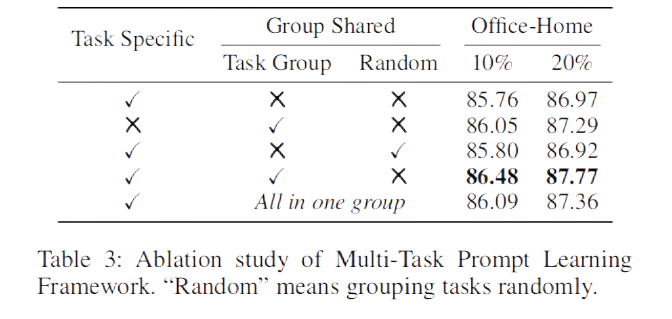 Task Specific Group Shared Office-Home
Task Group Random 10% 20%
✓ ✗ ✗ 85.76 86.97
✗ ✓ ✗ 86.05 87.29
✓ ✗ ✓ 85.80 86.92
✓ ✓ ✗ 86.48 87.77
✓ All in one group 86.09 87.36
Table 3: Ablation study of Multi-Task Prompt Learning
Framework. “Random” means grouping tasks randomly.